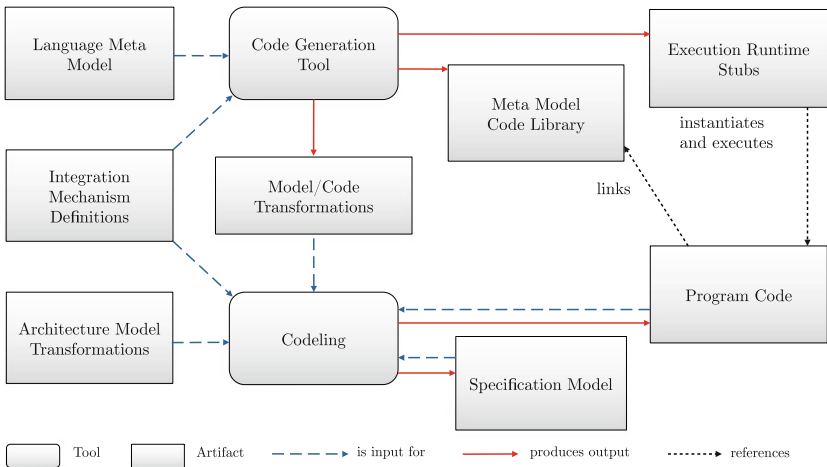 Language Meta
Model
Code Generation
Tool
Execution Runtime
Stubs
Meta Model
Code Library
instantiates
and executes
Integration
Mechanism
Definitions
Model/Code
Transformations
links
Architecture Model
Transformations
Codeling
Program Code
Specification Model
Tool
Artifact
is input for
produces output
references